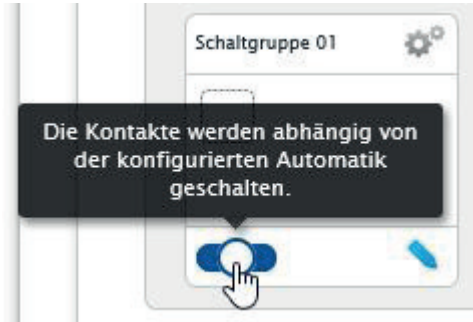 Schaltgruppe 01
Die Kontakte werden abhängig von
der konfigurierten Automatik
geschalten.